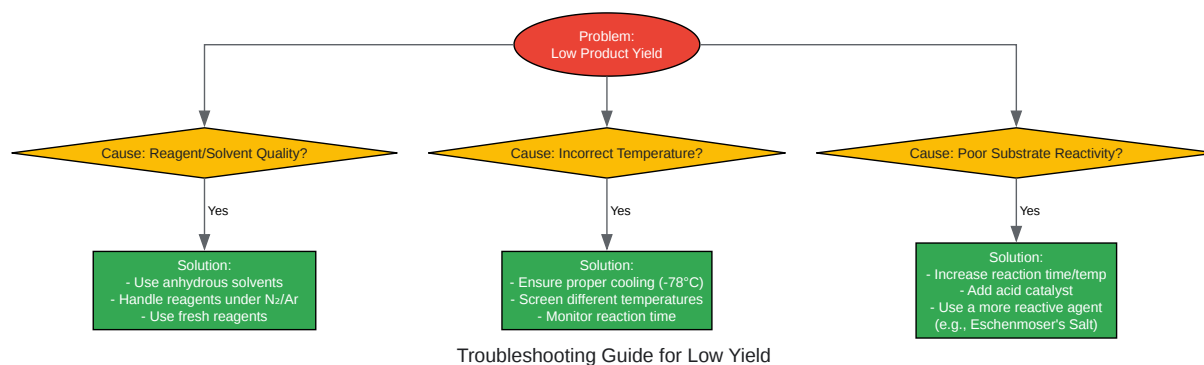 Problem:
Low Product Yield
Cause: Reagent/Solvent Quality?
Cause: Incorrect Temperature?
Cause: Poor Substrate Reactivity?
Yes
Yes
Yes
Solution:
- Use anhydrous solvents
- Handle reagents under N₂/Ar
- Use fresh reagents
Solution:
- Ensure proper cooling (-78°C)
- Screen different temperatures
- Monitor reaction time
Solution:
- Increase reaction time/temp
- Add acid catalyst
- Use a more reactive agent
(e.g., Eschenmoser's Salt)
Troubleshooting Guide for Low Yield